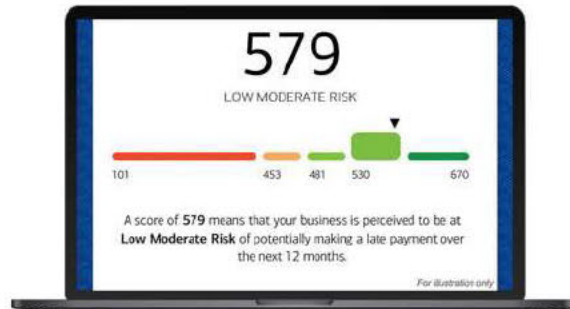 579
LOW MODERATE RISK
101 453 481 530 670
A score of 579 means that your business is perceived to be at
Low Moderate Risk of potentially making a late payment over
the next 12 months.
For illustration only